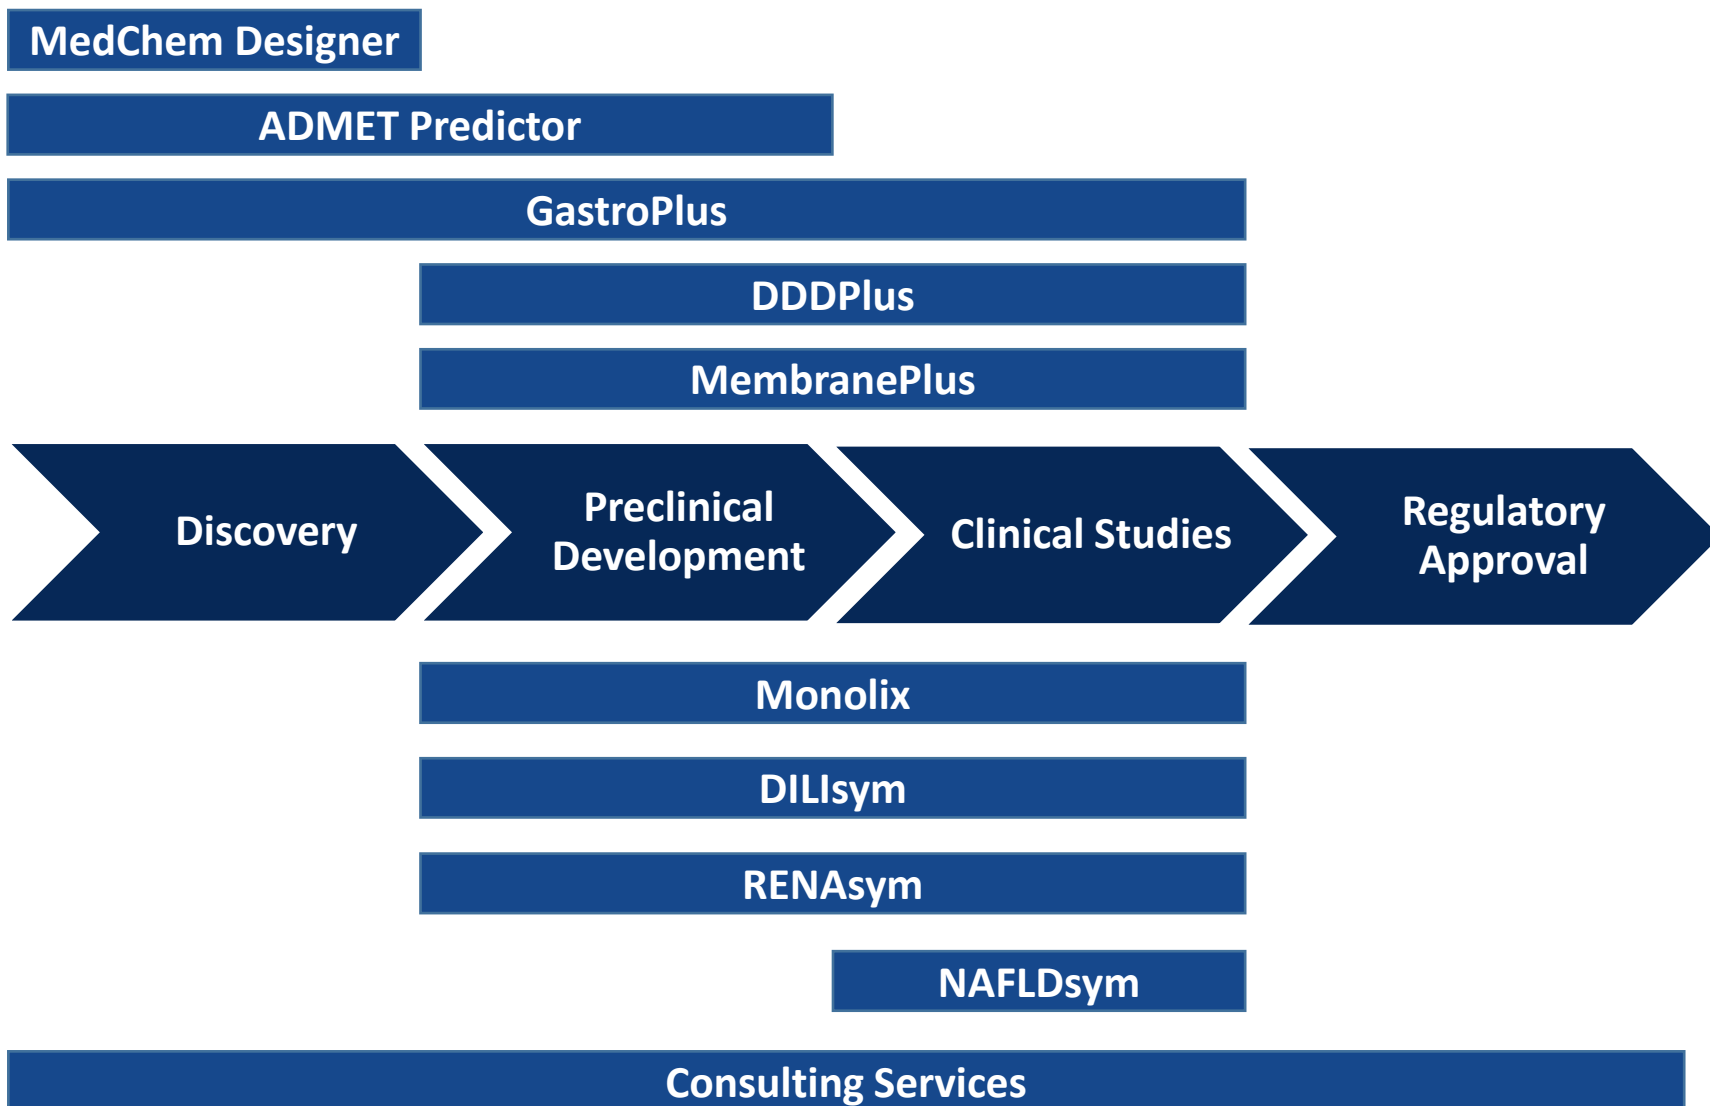 MedChem Designer
ADMET Predictor
GastroPlus
DDDPlus
MembranePlus
Discovery
Preclinical
Development
Clinical Studies
Regulatory
Approval
Monolix
DILIsym
RENAsym
NAFLDsym
Consulting Services